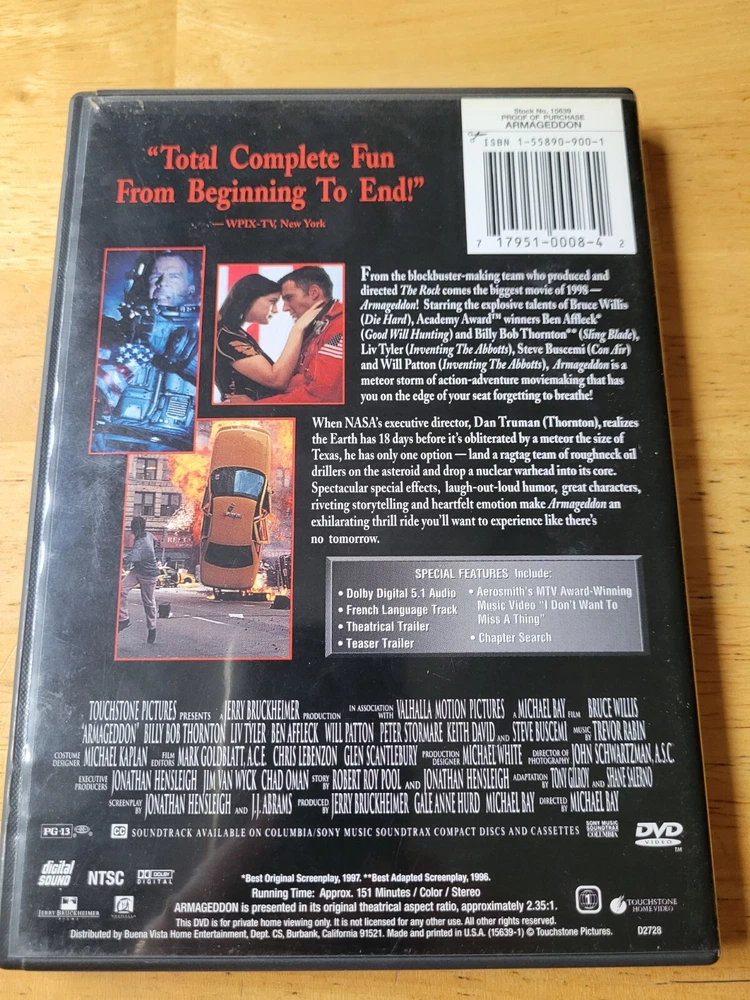 Stock No. 15639
PROOF OF PURCHASE
ARMAGEDDON
ISBN 1-55890-900-1
7 17951-0008-4 2
“Total Complete Fun
From Beginning To End!”
— WPIX-TV, New York
From the blockbuster-making team who produced and
directed The Rock comes the biggest movie of 1998 —
Armageddon! Starring the explosive talents of Bruce Willis
(Die Hard), Academy Award™ winners Ben Affleck*
(Good Will Hunting) and Billy Bob Thornton** (Sling Blade),
Liv Tyler (Inventing The Abbotts), Steve Buscemi (Con Air)
and Will Patton (Inventing The Abbotts), Armageddon is a
meteor storm of action-adventure moviemaking that has
you on the edge of your seat forgetting to breathe!
When NASA's executive director, Dan Truman (Thornton), realizes
the Earth has 18 days before it's obliterated by a meteor the size of
Texas, he has only one option — land a ragtag team of roughneck oil
drillers on the asteroid and drop a nuclear warhead into its core.
Spectacular special effects, laugh-out-loud humor, great characters,
riveting storytelling and heartfelt emotion make Armageddon an
exhilarating thrill ride you'll want to experience like there's
no tomorrow.
SPECIAL FEATURES Include:
• Dolby Digital 5.1 Audio
• French Language Track
• Theatrical Trailer
• Teaser Trailer
• Aerosmith's MTV Award-Winning
Music Video "I Don't Want To
Miss A Thing"
• Chapter Search
TOUCHSTONE PICTURES PRESENTS A JERRY BRUCKHEIMER PRODUCTION IN ASSOCIATION WITH VALHALLA MOTION PICTURES A MICHAEL BAY FILM BRUCE WILLIS
"ARMAGEDDON" BILLY BOB THORNTON LIV TYLER BEN AFFLECK WILL PATTON PETER STORMARE KEITH DAVID AND STEVE BUSCEMI MUSIC BY TREVOR RABIN
COSTUME DESIGNER MICHAEL KAPLAN FILM EDITORS MARK GOLDBLATT, A.C.E. CHRIS LEBENZON GLEN SCANTLEBURY PRODUCTION DESIGNER MICHAEL WHITE DIRECTOR OF PHOTOGRAPHY JOHN SCHWARTZMAN, A.S.C.
EXECUTIVE PRODUCERS JONATHAN HENSLEIGH JIM VAN WYCK CHAD OMAN STORY BY ROBERT ROY POOL AND JONATHAN HENSLEIGH ADAPTATION BY TONY GILROY AND SHANE SALERNO
SCREENPLAY BY JONATHAN HENSLEIGH AND J.J. ABRAMS PRODUCED BY JERRY BRUCKHEIMER GALE ANNE HURD MICHAEL BAY DIRECTED BY MICHAEL BAY
PG-13 CC SOUNDTRACK AVAILABLE ON COLUMBIA/SONY MUSIC SOUNDTRAX COMPACT DISCS AND CASSETTES
SONY MUSIC
SOUNDTRAX
COLUMBIA
DVD
VIDEO
TM
digital
SOUND
NTSC
DOLBY
DIGITAL
*Best Original Screenplay, 1997. **Best Adapted Screenplay, 1996.
Running Time: Approx. 151 Minutes / Color / Stereo
ARMAGEDDON is presented in its original theatrical aspect ratio, approximately 2.35:1.
JERRY BRUCKHEIMER
FILMS
VALHALLA
TOUCHSTONE
HOME VIDEO
This DVD is for private home viewing only. It is not licensed for any other use. All other rights reserved.
Distributed by Buena Vista Home Entertainment, Dept. CS, Burbank, California 91521. Made and printed in U.S.A. (15639-1) © Touchstone Pictures.
D2728